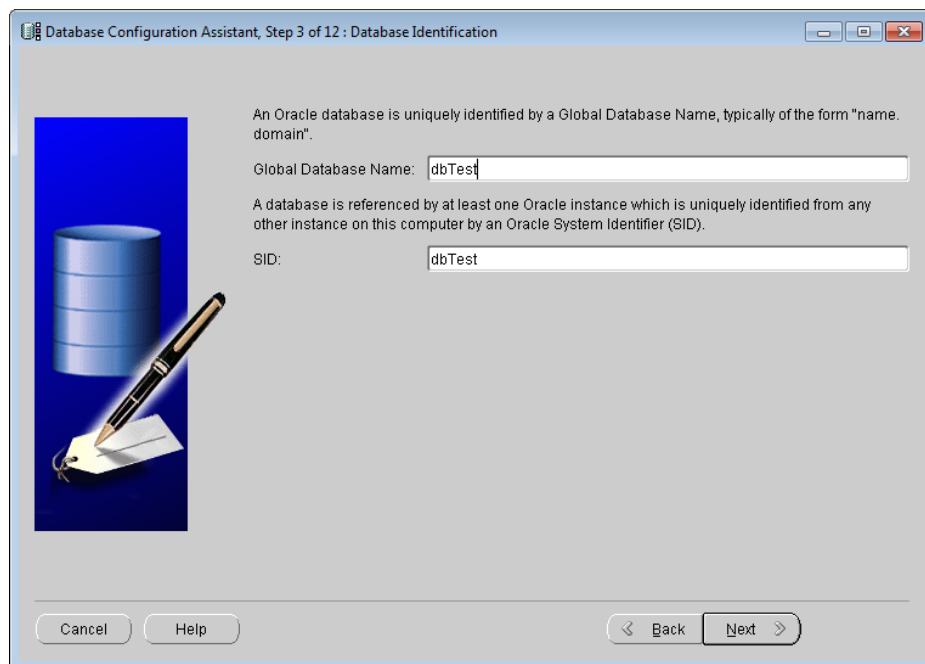 Database Configuration Assistant, Step 3 of 12 : Database Identification
An Oracle database is uniquely identified by a Global Database Name, typically of the form "name.
domain".
Global Database Name: dbTest
A database is referenced by at least one Oracle instance which is uniquely identified from any
other instance on this computer by an Oracle System Identifier (SID).
SID: dbTest
Cancel Help Back Next